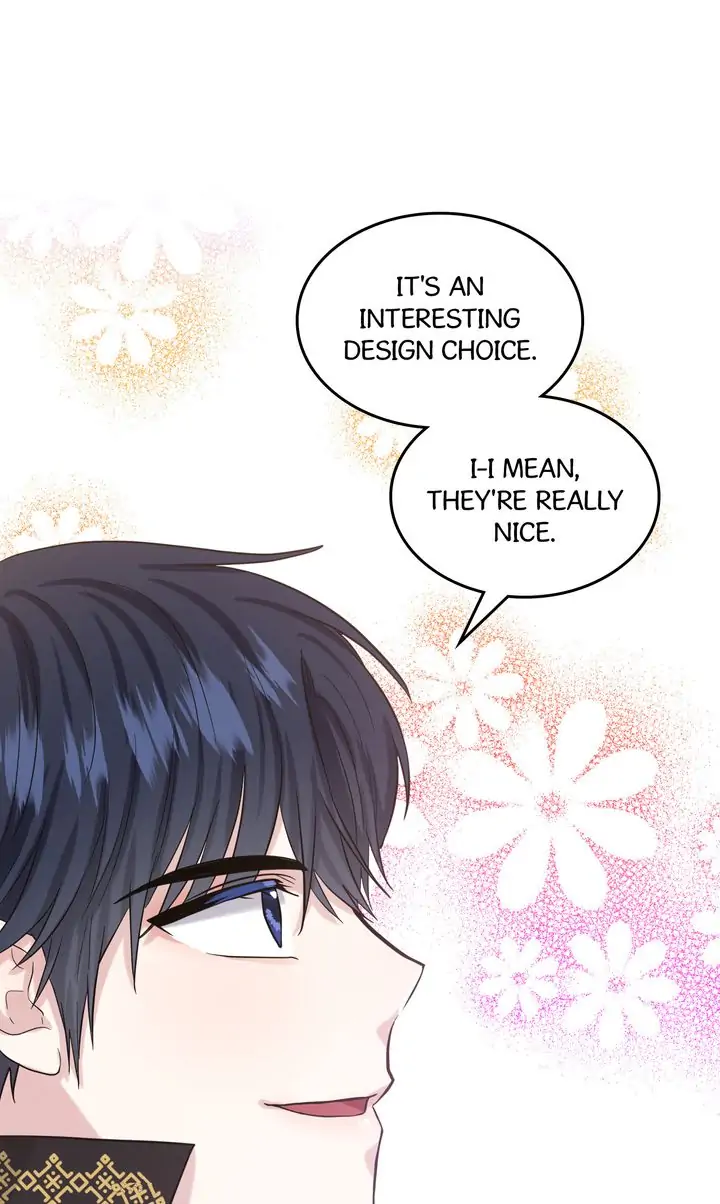 IT'S AN
INTERESTING
DESIGN CHOICE.
I-I MEAN,
THEY'RE REALLY
NICE.